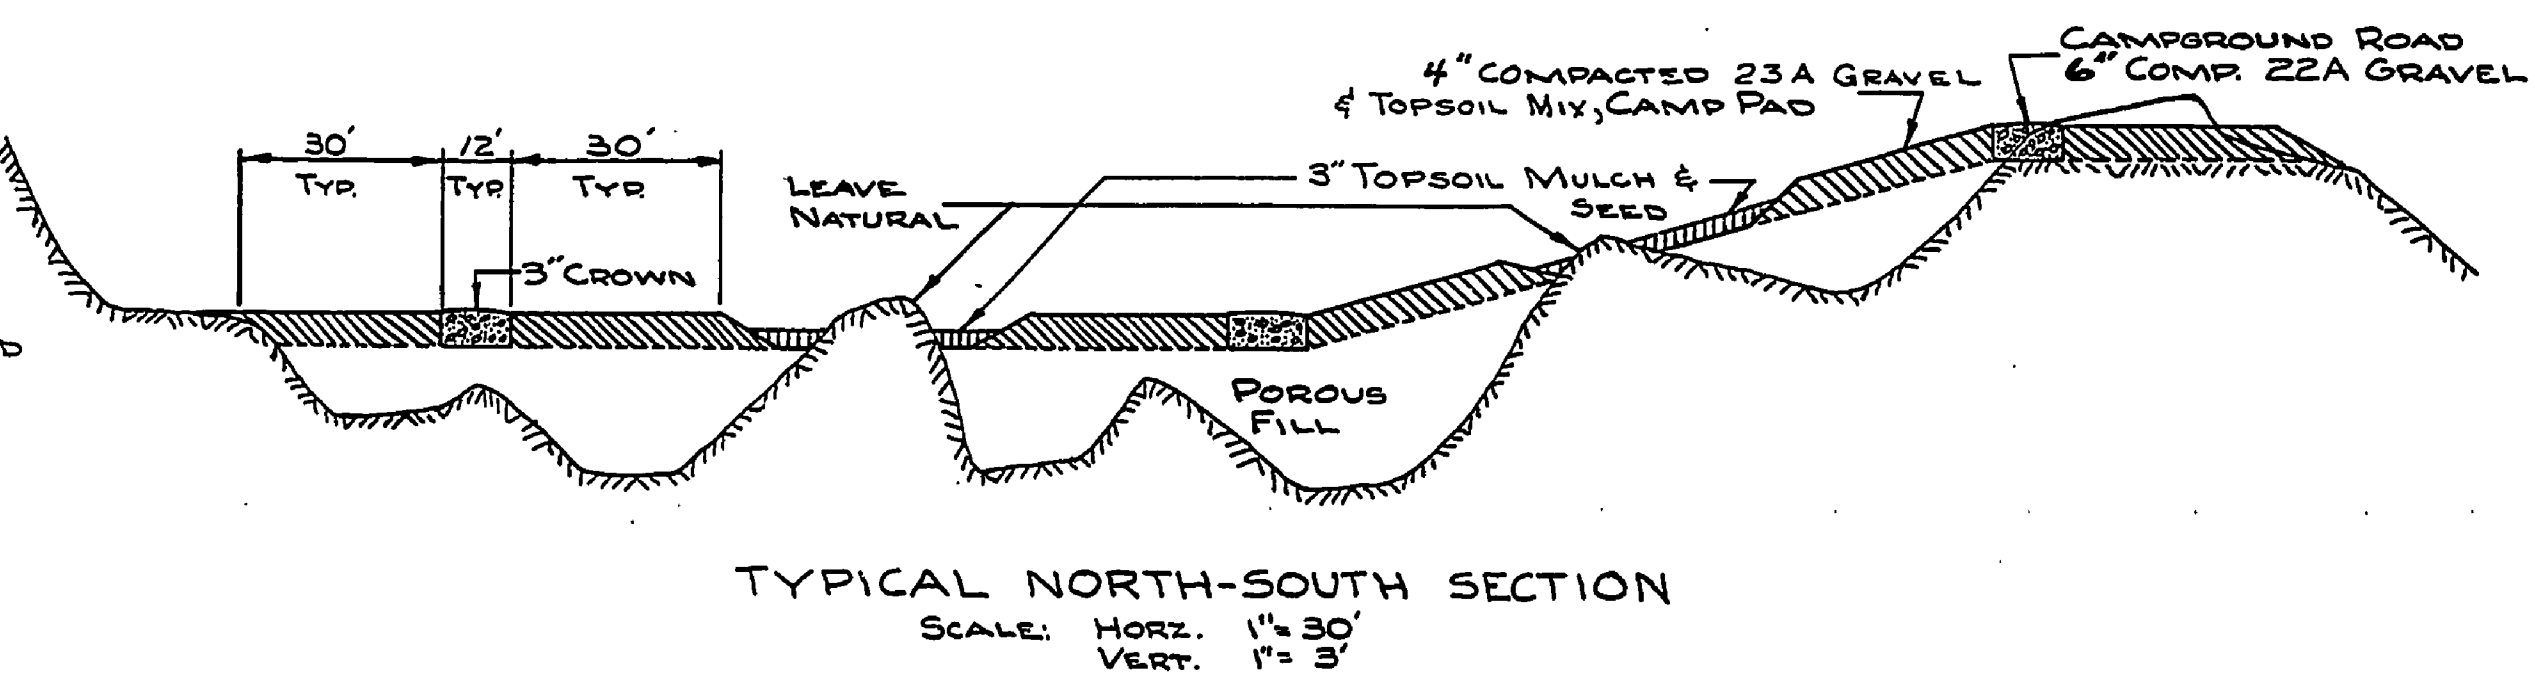 CAMPGROUND ROAD
6" COMP. 22A GRAVEL
4" COMPACTED 23A GRAVEL
& TOPSOIL MIX, CAMP PAD
30' 12' 30'
TYP. TYP. TYP.
LEAVE
NATURAL
3" TOPSOIL MULCH &
SEED
3" CROWN
POROUS
FILL
TYPICAL NORTH-SOUTH SECTION
SCALE: HORZ. 1"= 30'
VERT. 1"= 3'